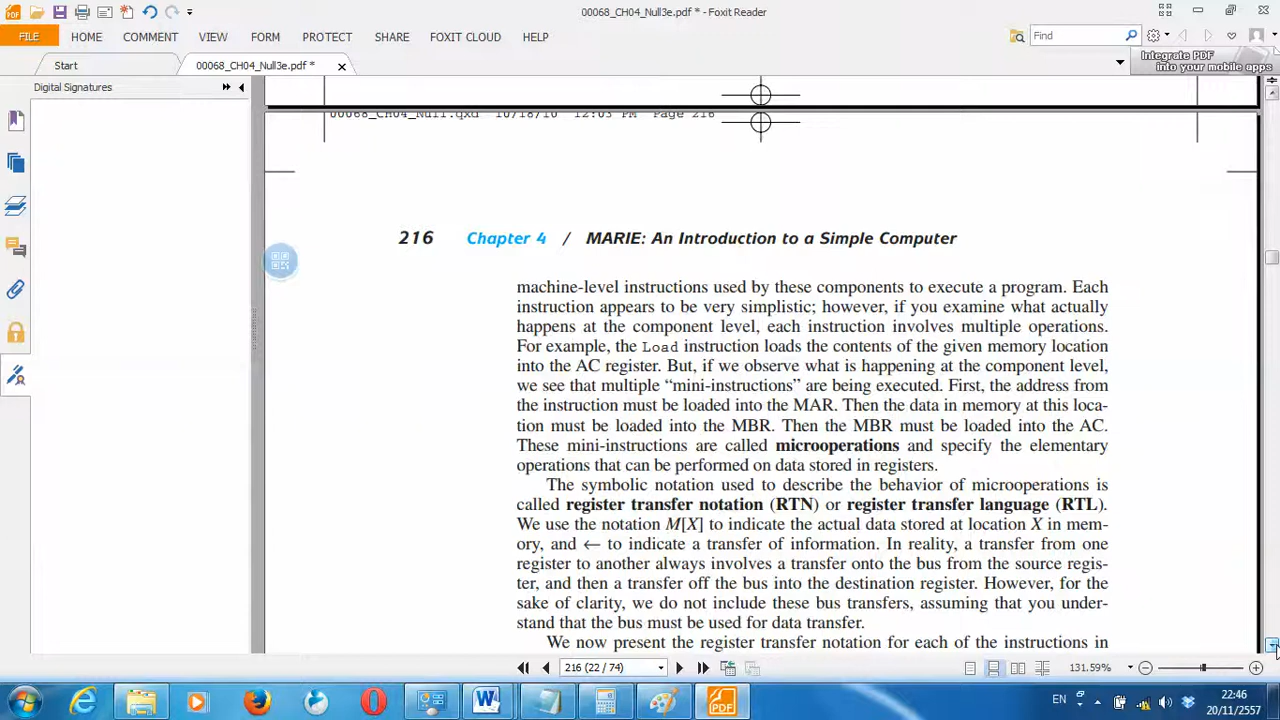 00068_CH04_Null3e.pdf * - Foxit Reader
FILE HOME COMMENT VIEW FORM PROTECT SHARE FOXIT CLOUD HELP Find
Start 00068_CH04_Null3e.pdf * Integrate PDF
into your mobile apps
Digital Signatures
00068_CH04_Null.qxd 10/18/10 12:03 PM Page 216
216 Chapter 4 / MARIE: An Introduction to a Simple Computer
machine-level instructions used by these components to execute a program. Each
instruction appears to be very simplistic; however, if you examine what actually
happens at the component level, each instruction involves multiple operations.
For example, the Load instruction loads the contents of the given memory location
into the AC register. But, if we observe what is happening at the component level,
we see that multiple “mini-instructions” are being executed. First, the address from
the instruction must be loaded into the MAR. Then the data in memory at this loca-
tion must be loaded into the MBR. Then the MBR must be loaded into the AC.
These mini-instructions are called microoperations and specify the elementary
operations that can be performed on data stored in registers.
The symbolic notation used to describe the behavior of microoperations is
called register transfer notation (RTN) or register transfer language (RTL).
We use the notation M[X] to indicate the actual data stored at location X in mem-
ory, and ← to indicate a transfer of information. In reality, a transfer from one
register to another always involves a transfer onto the bus from the source regis-
ter, and then a transfer off the bus into the destination register. However, for the
sake of clarity, we do not include these bus transfers, assuming that you under-
stand that the bus must be used for data transfer.
We now present the register transfer notation for each of the instructions in
216 (22 / 74) 131.59%
EN 22:46
20/11/2557